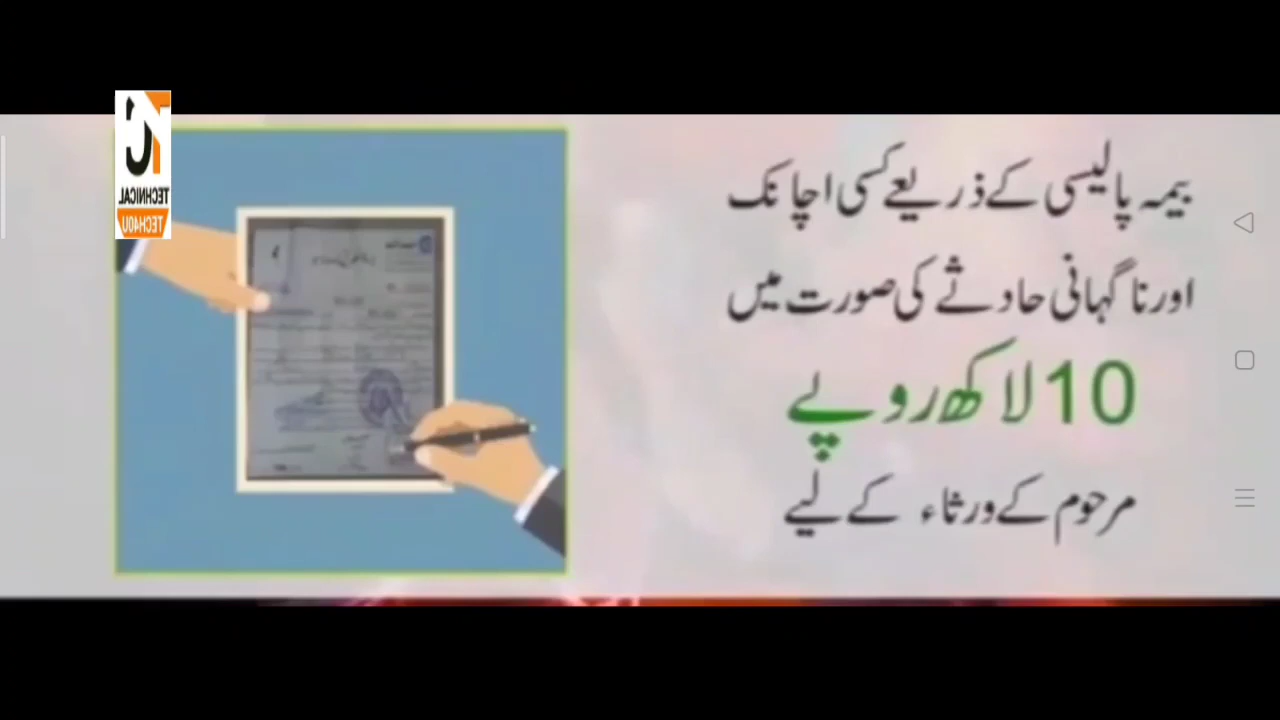 بیمہ پالیسی کے ذریعے کسی اچانک
اور ناگہانی حادثے کی صورت میں
10 لاکھ روپے
مرحوم کے ورثاء کے لیے
TECHNICAL
TECH4OU